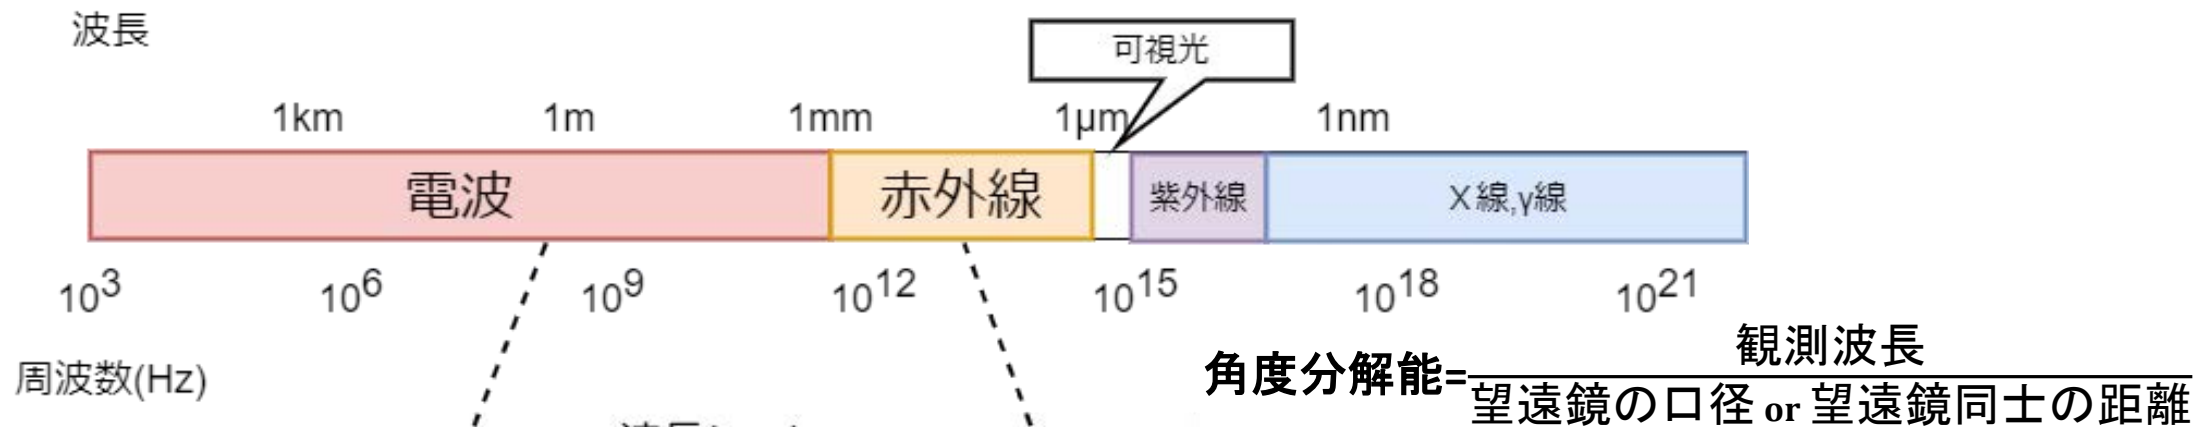 波長
可視光
1km 1m 1mm 1μm 1nm
電波 赤外線 紫外線 X線,γ線
10³ 10⁶ 10⁹ 10¹² 10¹⁵ 10¹⁸ 10²¹
周波数(Hz)
観測波長
角度分解能=
望遠鏡の口径 or 望遠鏡同士の距離